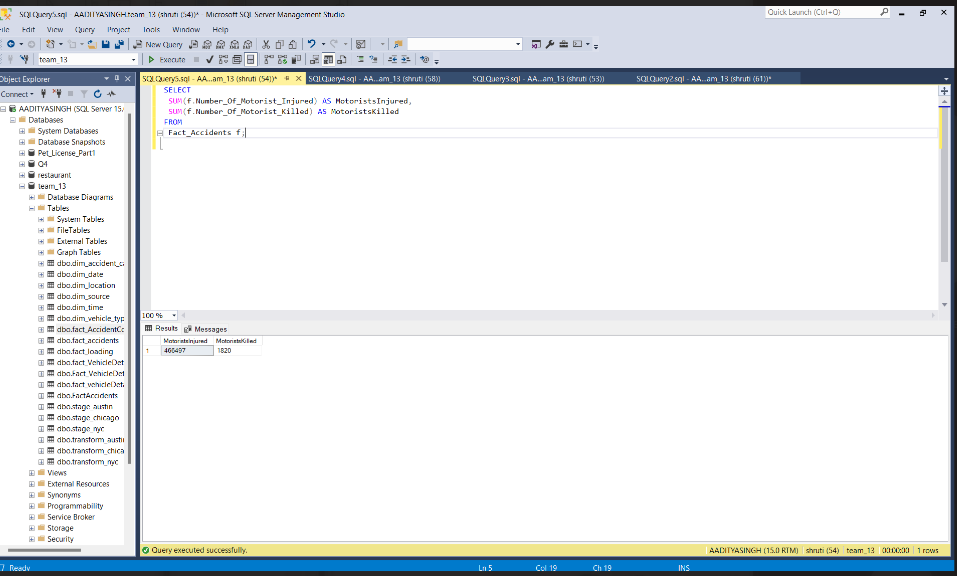 SQLQuery5.sql - AADITYASINGH.team_13 (shruti (54))* - Microsoft SQL Server Management Studio
Quick Launch (Ctrl+Q)
File Edit View Query Project Tools Window Help
New Query
team_13
Execute
Object Explorer
SQLQuery5.sql - AA...am_13 (shruti (54))* SQLQuery4.sql - AA...am_13 (shruti (58)) SQLQuery3.sql - AA...am_13 (shruti (53)) SQLQuery2.sql - AA...am_13 (shruti (61))*
Connect
AADITYASINGH (SQL Server 15.
Databases
System Databases
Database Snapshots
Pet_License_Part1
Q4
restaurant
team_13
Database Diagrams
Tables
System Tables
FileTables
External Tables
Graph Tables
dbo.dim_accident_ca
dbo.dim_date
dbo.dim_location
dbo.dim_source
dbo.dim_time
dbo.dim_vehicle_typ
dbo.fact_AccidentCo
dbo.fact_accidents
dbo.fact_loading
dbo.fact_VehicleDet
dbo.Fact_VehicleDet
dbo.fact_vehicleDeta
dbo.FactAccidents
dbo.stage_austin
dbo.stage_chicago
dbo.stage_nyc
dbo.transform_austin
dbo.transform_chica
dbo.transform_nyc
Views
External Resources
Synonyms
Programmability
Service Broker
Storage
Security
SELECT
SUM(f.Number_Of_Motorist_Injured) AS MotoristsInjured,
SUM(f.Number_Of_Motorist_Killed) AS MotoristsKilled
FROM
Fact_Accidents f;
100 %
Results Messages
MotoristsInjured MotoristsKilled
1 466497 1820
Query executed successfully. AADITYASINGH (15.0 RTM) shruti (54) team_13 00:00:00 1 rows
Ready Ln 5 Col 19 Ch 19 INS